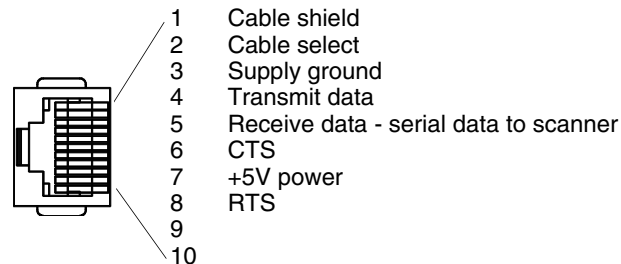 1 Cable shield
2 Cable select
3 Supply ground
4 Transmit data
5 Receive data - serial data to scanner
6 CTS
7 +5V power
8 RTS
9
10